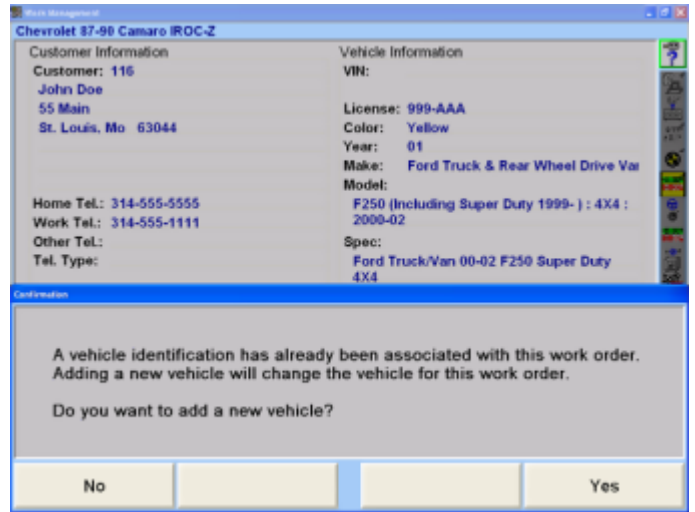 Work Management
Chevrolet 87-90 Camaro IROC-Z
Customer Information
Customer: 116
John Doe
55 Main
St. Louis, Mo 63044
Home Tel.: 314-555-5555
Work Tel.: 314-555-1111
Other Tel.:
Tel. Type:
Vehicle Information
VIN:
License: 999-AAA
Color: Yellow
Year: 01
Make: Ford Truck & Rear Wheel Drive Van
Model:
F250 (Including Super Duty 1999- ) : 4X4 :
2000-02
Spec:
Ford Truck/Van 00-02 F250 Super Duty
4X4
Confirmation
A vehicle identification has already been associated with this work order.
Adding a new vehicle will change the vehicle for this work order.
Do you want to add a new vehicle?
No
Yes